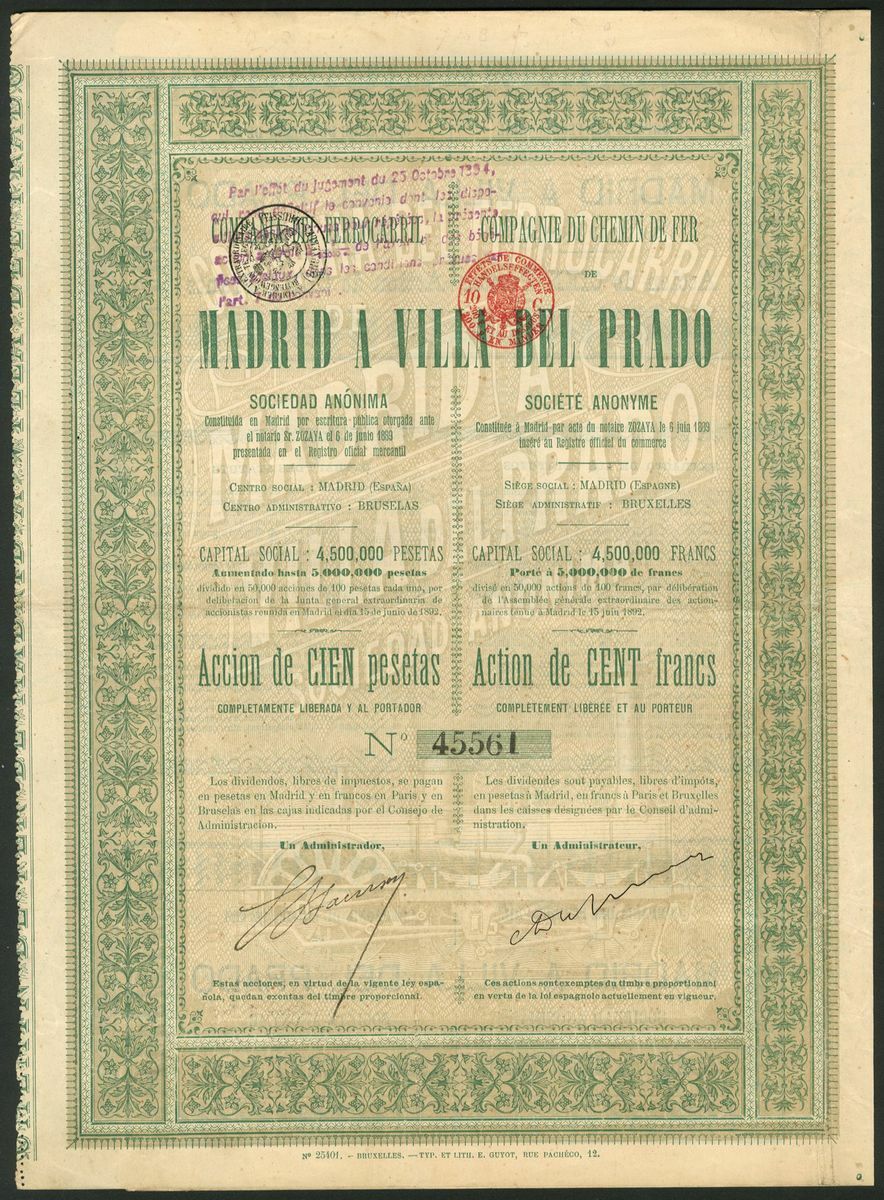 Par l'effet du jugement du 25 Octobre 1894,
COMPAÑIA DEL FERROCARRIL
DE
COMPAGNIE DU CHEMIN DE FER
DE
EFFETS DE COMMERCE
HANDELSEFFECTEN
10 C
MADRID A VILLA DEL PRADO
SOCIEDAD ANÓNIMA
Constituida en Madrid por escritura pública otorgada ante
el notario Sr. ZOZAYA el 6 de junio 1889
presentada en el Registro oficial mercantil
CENTRO SOCIAL : MADRID (ESPAÑA)
CENTRO ADMINISTRATIVO : BRUSELAS
CAPITAL SOCIAL : 4,500,000 PESETAS
Aumentado hasta 5,000,000 pesetas
dividido en 50,000 acciones de 100 pesetas cada uno, por
deliberacion de la Junta general extraordinaria de
accionistas reunida en Madrid el dia 15 de junio de 1892.
Accion de CIEN pesetas
COMPLETAMENTE LIBERADA Y AL PORTADOR
SOCIÉTÉ ANONYME
Constituée à Madrid par acte du notaire ZOZAYA le 6 juin 1889
inséré au Registre officiel du commerce
SIÈGE SOCIAL : MADRID (ESPAGNE)
SIÈGE ADMINISTRATIF : BRUXELLES
CAPITAL SOCIAL : 4,500,000 FRANCS
Porté à 5,000,000 de francs
divisé en 50,000 actions de 100 francs, par délibération
de l'Assemblée générale extraordinaire des action-
naires tenue à Madrid le 15 juin 1892.
Action de CENT francs
COMPLÈTEMENT LIBÉRÉE ET AU PORTEUR
Nº 45561
Los dividendos, libres de impuestos, se pagan
en pesetas en Madrid y en francos en Paris y en
Bruselas en las cajas indicadas por el Consejo de
Administracion.
Un Administrador,
Estas acciones, en virtud de la vigente ley espa-
ñola, quedan exentas del timbre proporcional.
Les dividendes sont payables, libres d'impôts,
en pesetas à Madrid, en francs à Paris et Bruxelles
dans les caisses désignées par le Conseil d'admi-
nistration.
Un Administrateur,
Ces actions sont exemptes du timbre proportionnel
en vertu de la loi espagnole actuellement en vigueur.
Nº 25401. – BRUXELLES. — TYP. ET LITH. E. GUYOT, RUE PACHÉCO, 12.